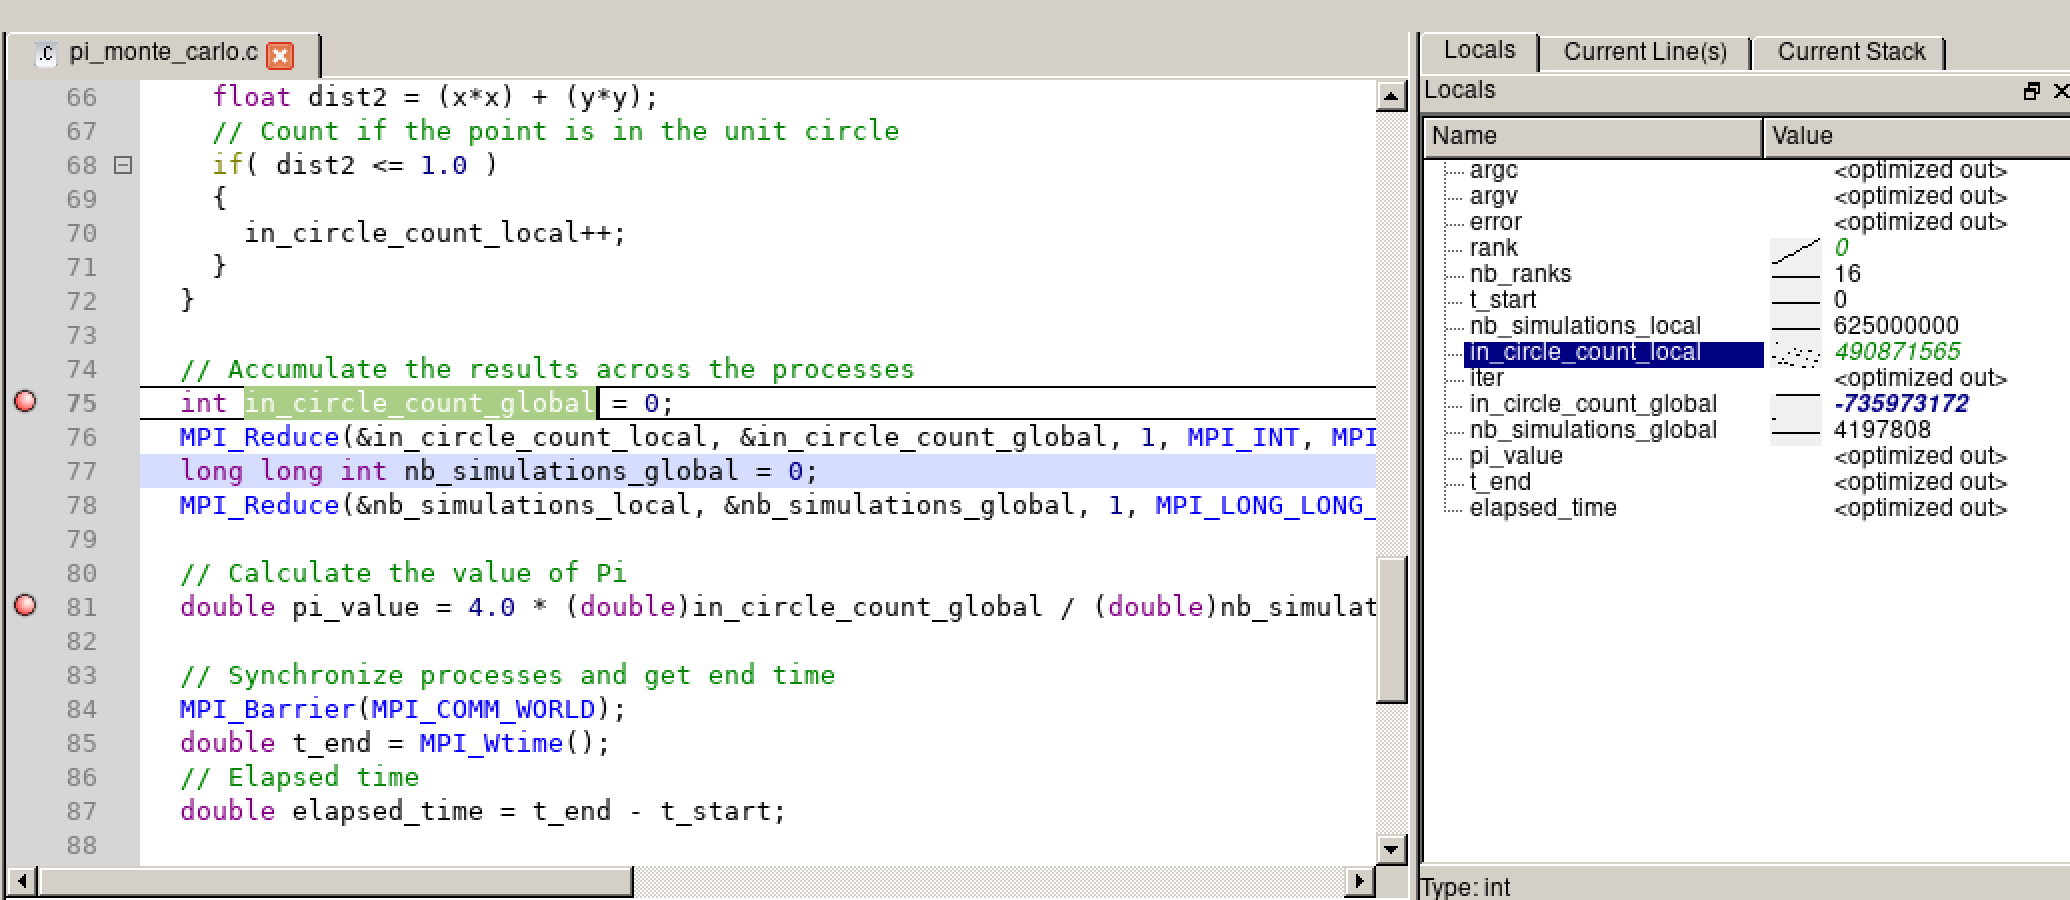 .c pi_monte_carlo.c
66 float dist2 = (x*x) + (y*y);
67 // Count if the point is in the unit circle
68 if( dist2 <= 1.0 )
69 {
70 in_circle_count_local++;
71 }
72 }
73
74 // Accumulate the results across the processes
75 int in_circle_count_global = 0;
76 MPI_Reduce(&in_circle_count_local, &in_circle_count_global, 1, MPI_INT, MPI
77 long long int nb_simulations_global = 0;
78 MPI_Reduce(&nb_simulations_local, &nb_simulations_global, 1, MPI_LONG_LONG_
79
80 // Calculate the value of Pi
81 double pi_value = 4.0 * (double)in_circle_count_global / (double)nb_simulat
82
83 // Synchronize processes and get end time
84 MPI_Barrier(MPI_COMM_WORLD);
85 double t_end = MPI_Wtime();
86 // Elapsed time
87 double elapsed_time = t_end - t_start;
88
Locals Current Line(s) Current Stack
Locals
Name Value
argc <optimized out>
argv <optimized out>
error <optimized out>
rank 0
nb_ranks 16
t_start 0
nb_simulations_local 625000000
in_circle_count_local 490871565
iter <optimized out>
in_circle_count_global -735973172
nb_simulations_global 4197808
pi_value <optimized out>
t_end <optimized out>
elapsed_time <optimized out>
Type: int